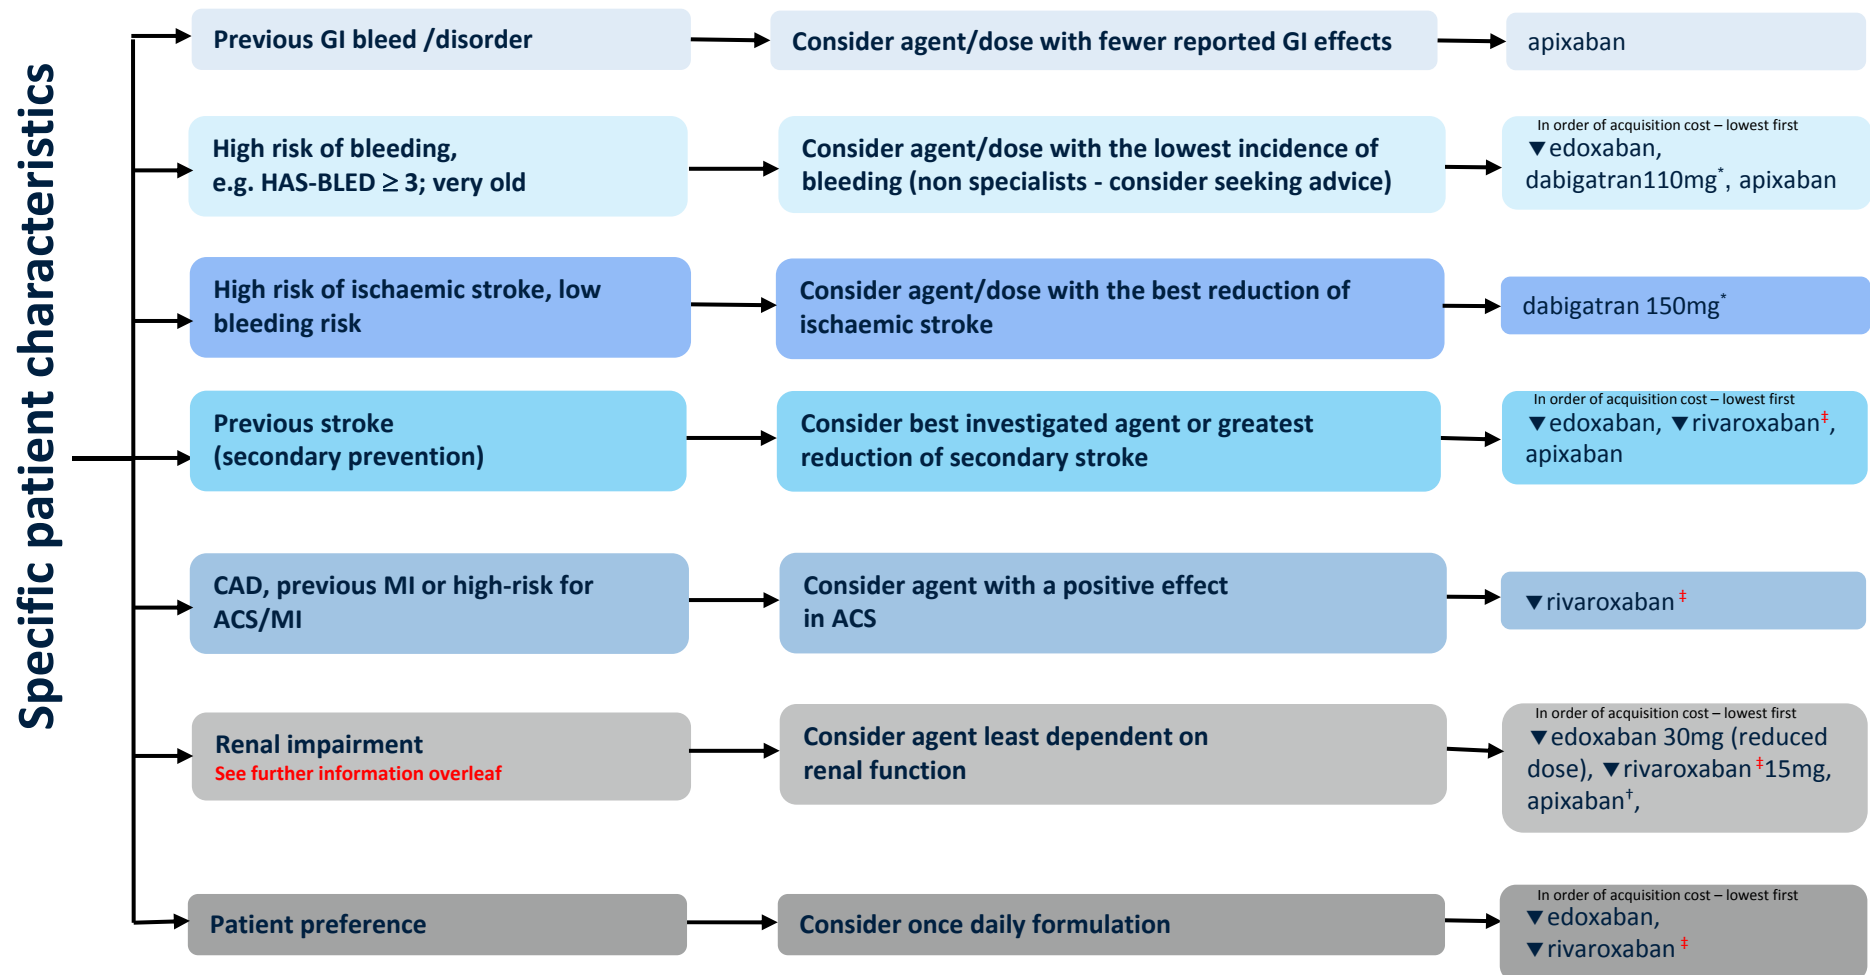 Specific patient characteristics
Previous GI bleed /disorder
Consider agent/dose with fewer reported GI effects
apixaban
High risk of bleeding,
e.g. HAS-BLED ≥ 3; very old
Consider agent/dose with the lowest incidence of
bleeding (non specialists - consider seeking advice)
In order of acquisition cost – lowest first
▼edoxaban,
dabigatran110mg*, apixaban
High risk of ischaemic stroke, low
bleeding risk
Consider agent/dose with the best reduction of
ischaemic stroke
dabigatran 150mg*
Previous stroke
(secondary prevention)
Consider best investigated agent or greatest
reduction of secondary stroke
In order of acquisition cost – lowest first
▼edoxaban, ▼rivaroxaban‡,
apixaban
CAD, previous MI or high-risk for
ACS/MI
Consider agent with a positive effect
in ACS
▼rivaroxaban ‡
Renal impairment
See further information overleaf
Consider agent least dependent on
renal function
In order of acquisition cost – lowest first
▼edoxaban 30mg (reduced
dose), ▼rivaroxaban ‡15mg,
apixaban†,
Patient preference
Consider once daily formulation
In order of acquisition cost – lowest first
▼edoxaban,
▼rivaroxaban ‡